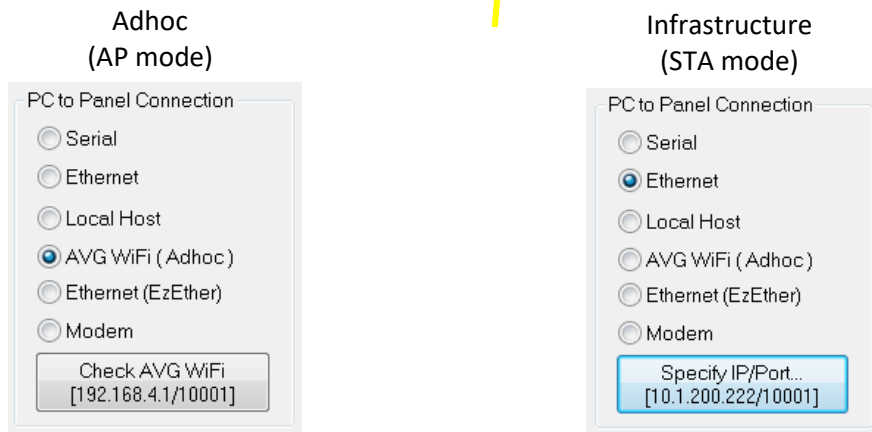 Adhoc
(AP mode)
PC to Panel Connection
Serial
Ethernet
Local Host
AVG WiFi ( Adhoc )
Ethernet (EzEther)
Modem
Check AVG WiFi
[192.168.4.1/10001]
Infrastructure
(STA mode)
PC to Panel Connection
Serial
Ethernet
Local Host
AVG WiFi ( Adhoc )
Ethernet (EzEther)
Modem
Specify IP/Port...
[10.1.200.222/10001]